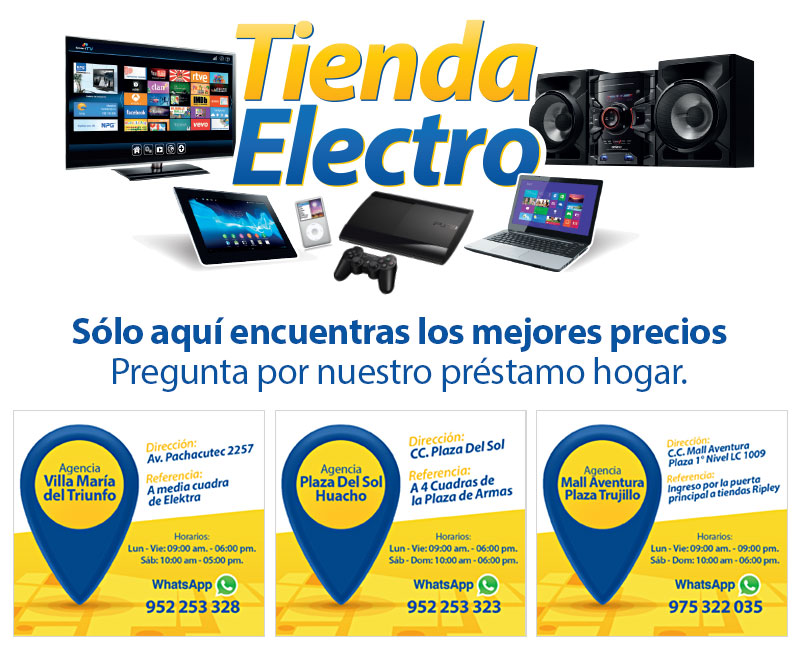 Tienda
Electro
rtve
clan
IMDb
facebook
NPG
vevo
Sólo aquí encuentras los mejores precios
Pregunta por nuestro préstamo hogar.
Agencia
Villa María
del Triunfo
Dirección:
Av. Pachacutec 2257
Referencia:
A media cuadra
de Elektra
Horarios:
Lun - Vie: 09:00 am. - 06:00 pm.
Sáb: 10:00 am - 05:00 pm.
WhatsApp
952 253 328
Agencia
Plaza Del Sol
Huacho
Dirección:
CC. Plaza Del Sol
Referencia:
A 4 Cuadras de
la Plaza de Armas
Horarios:
Lun - Vie: 09:00 am. - 06:00 pm.
Sáb - Dom: 10:00 am - 06:00 pm.
WhatsApp
952 253 323
Agencia
Mall Aventura
Plaza Trujillo
Dirección:
C.C. Mall Aventura
Plaza 1° Nivel LC 1009
Referencia:
Ingreso por la puerta
principal a tiendas Ripley
Horarios:
Lun - Vie: 09:00 am. - 09:00 pm.
Sáb - Dom: 10:00 am - 06:00 pm.
WhatsApp
975 322 035